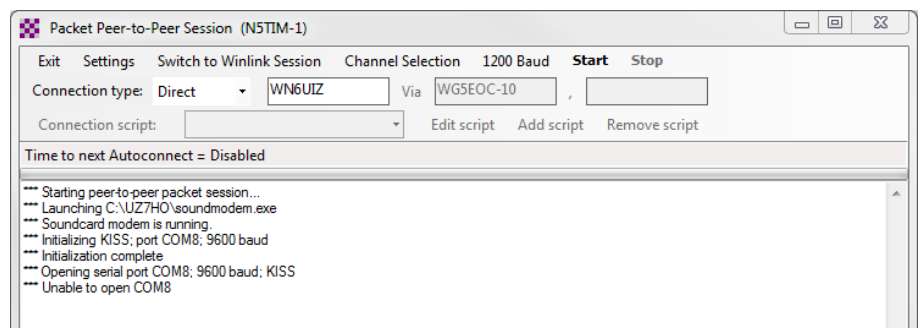 Packet Peer-to-Peer Session (N5TIM-1)
Exit Settings Switch to Winlink Session Channel Selection 1200 Baud Start Stop
Connection type: Direct WN6UIZ Via WG5EOC-10 ,
Connection script: Edit script Add script Remove script
Time to next Autoconnect = Disabled
*** Starting peer-to-peer packet session...
*** Launching C:\UZ7HO\soundmodem.exe
*** Soundcard modem is running.
*** Initializing KISS; port COM8; 9600 baud
*** Initialization complete
*** Opening serial port COM8; 9600 baud; KISS
*** Unable to open COM8